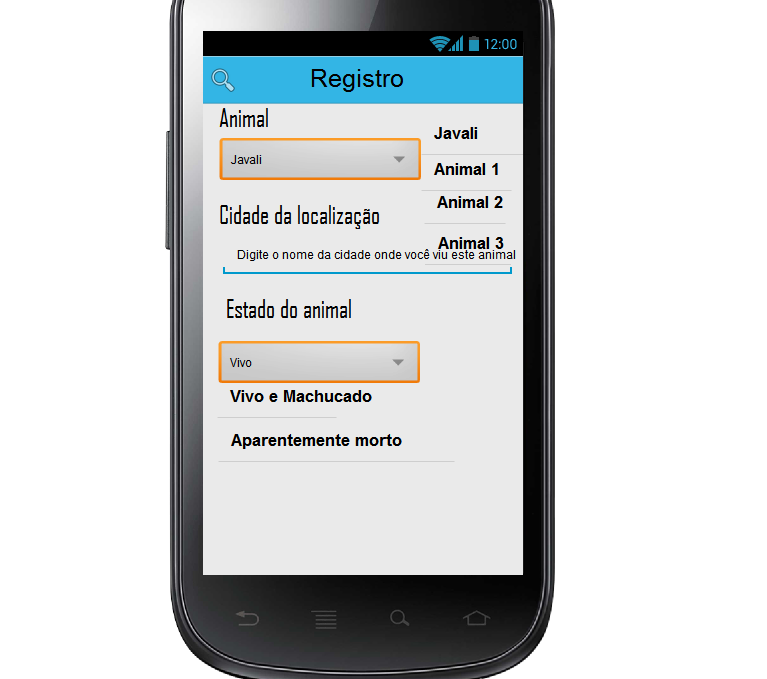 12:00
Registro
Animal
Javali
Javali
Animal 1
Animal 2
Cidade da localização
Animal 3
Digite o nome da cidade onde você viu este animal
Estado do animal
Vivo
Vivo e Machucado
Aparentemente morto